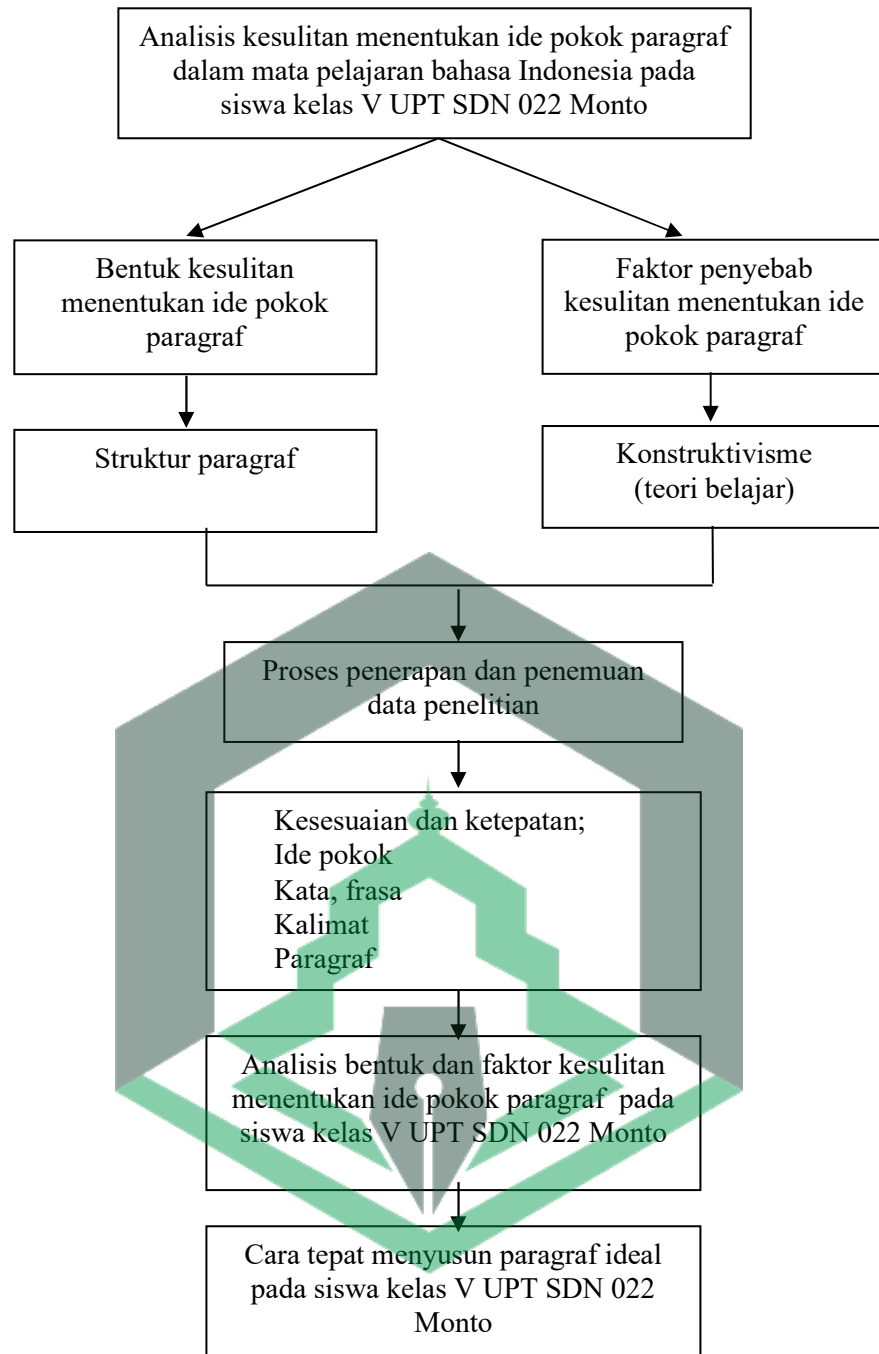 Analisis kesulitan menentukan ide pokok paragraf
dalam mata pelajaran bahasa Indonesia pada
siswa kelas V UPT SDN 022 Monto
Bentuk kesulitan
menentukan ide pokok
paragraf
Faktor penyebab
kesulitan menentukan ide
pokok paragraf
Struktur paragraf
Konstruktivisme
(teori belajar)
Proses penerapan dan penemuan
data penelitian
Kesesuaian dan ketepatan;
Ide pokok
Kata, frasa
Kalimat
Paragraf
Analisis bentuk dan faktor kesulitan
menentukan ide pokok paragraf pada
siswa kelas V UPT SDN 022 Monto
Cara tepat menyusun paragraf ideal
pada siswa kelas V UPT SDN 022
Monto